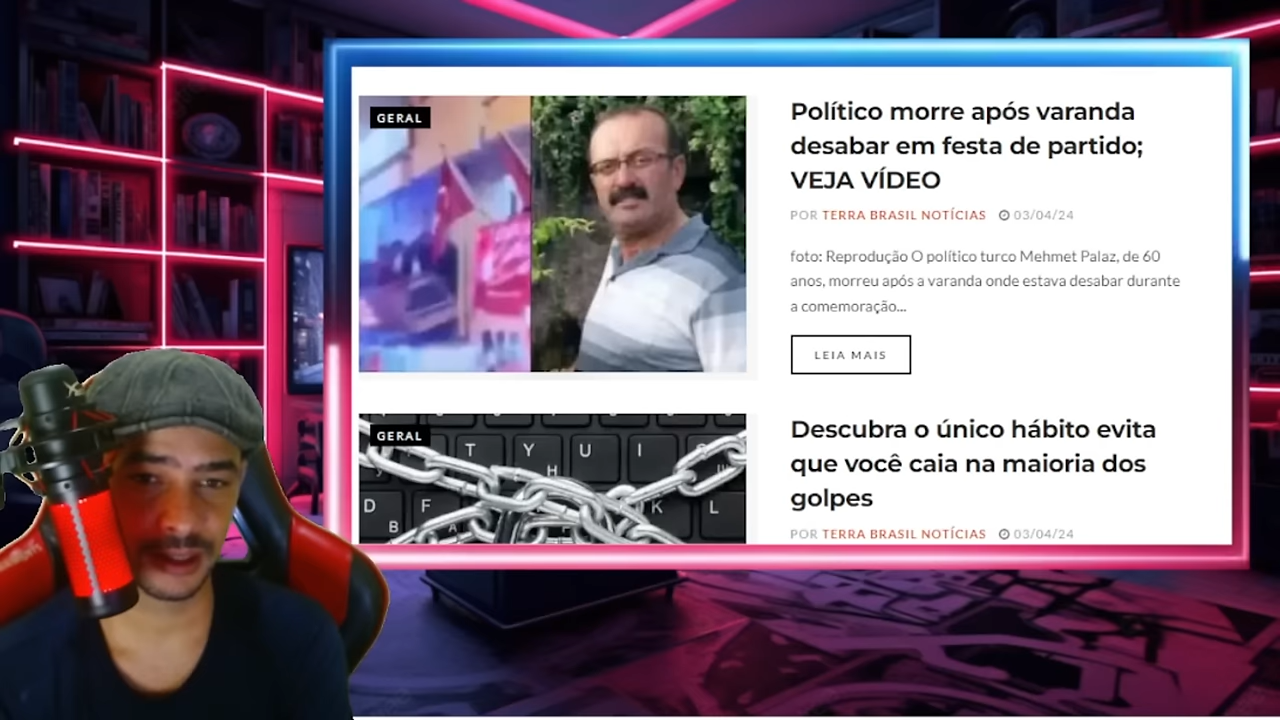 GERAL
Político morre após varanda
desabar em festa de partido;
VEJA VÍDEO
POR TERRA BRASIL NOTÍCIAS 03/04/24
foto: Reprodução O político turco Mehmet Palaz, de 60
anos, morreu após a varanda onde estava desabar durante
a comemoração...
LEIA MAIS
GERAL
T Y U I
H
D F K L
B
Descubra o único hábito evita
que você caia na maioria dos
golpes
POR TERRA BRASIL NOTÍCIAS 03/04/24